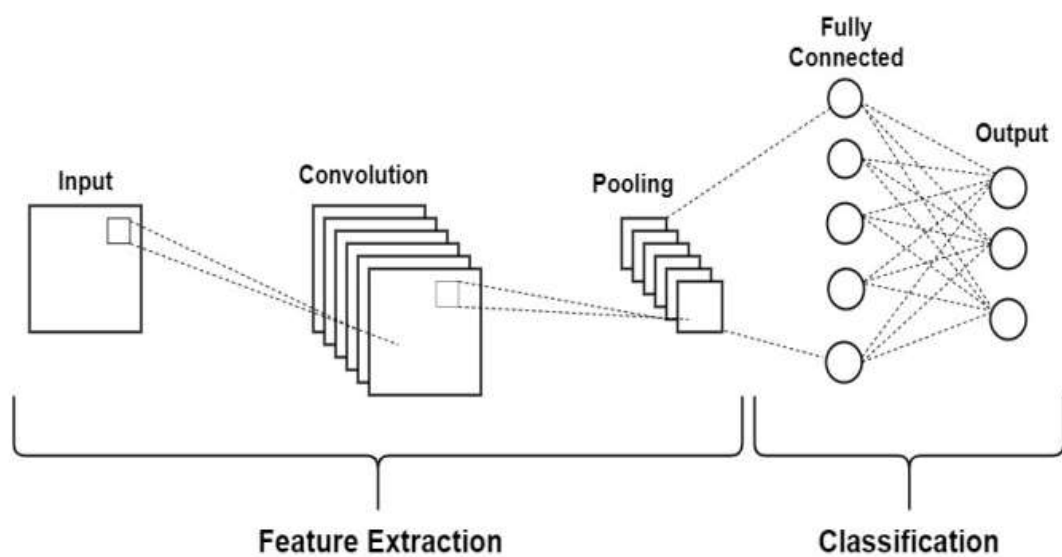 Fully
Connected
Output
Input
Convolution
Pooling
Feature Extraction
Classification